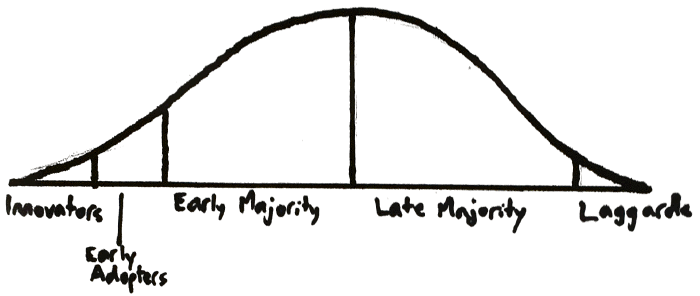 Innovators
Early
Adopters
Early Majority
Late Majority
Laggards